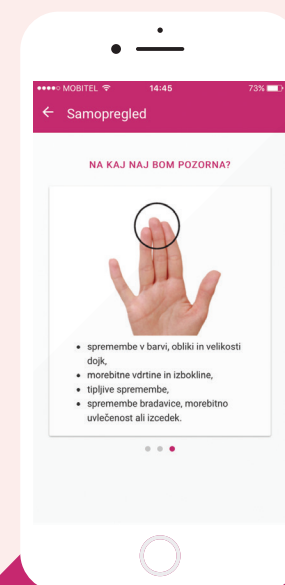 MOBITEL 14:45 73%
Samopregled
NA KAJ NAJ BOM POZORNA?
• spremembe v barvi, obliki in velikosti
dojk,
• morebitne vdrtine in izbokline,
• tipljive spremembe,
• spremembe bradavice, morebitno
uvlečenost ali izcedek.